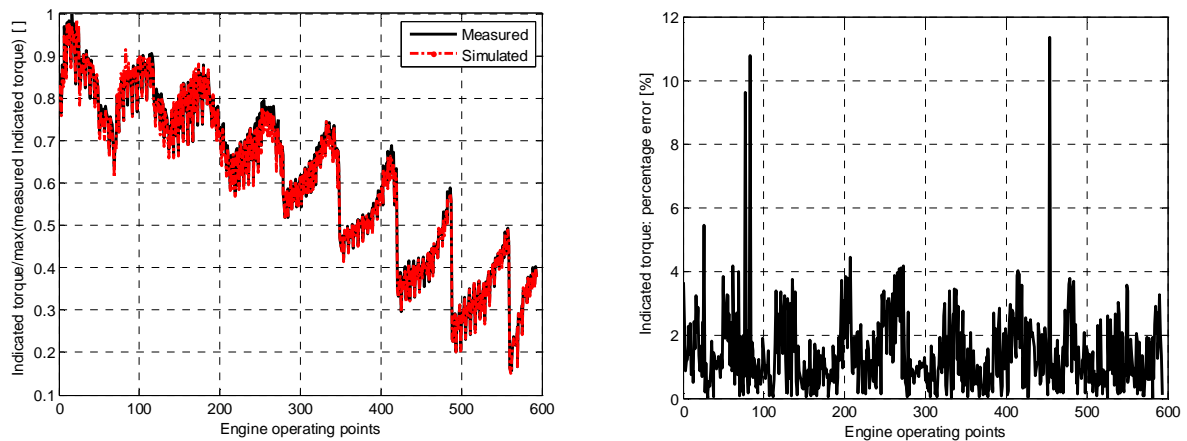 Indicated torque/max(measured Indicated torque) [ ]
1
0.9
0.8
0.7
0.6
0.5
0.4
0.3
0.2
0.1
0 100 200 300 400 500 600
Engine operating points
Measured
Simulated
Indicated torque: percentage error [%]
12
10
8
6
4
2
0
0 100 200 300 400 500 600
Engine operating points